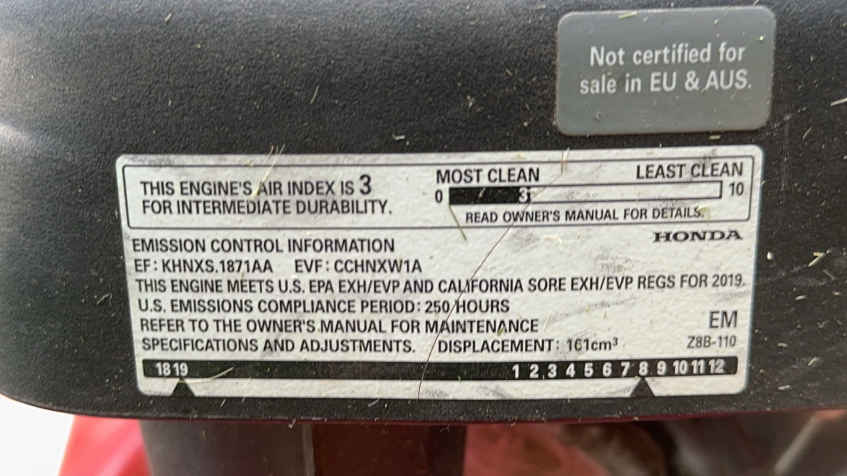 Not certified for
sale in EU & AUS.
THIS ENGINE'S AIR INDEX IS 3
FOR INTERMEDIATE DURABILITY.
MOST CLEAN LEAST CLEAN
0 3 10
READ OWNER'S MANUAL FOR DETAILS.
EMISSION CONTROL INFORMATION HONDA
EF: KHNXS.1871AA EVF: CCHNXW1A
THIS ENGINE MEETS U.S. EPA EXH/EVP AND CALIFORNIA SORE EXH/EVP REGS FOR 2019.
U.S. EMISSIONS COMPLIANCE PERIOD: 250 HOURS
REFER TO THE OWNER'S MANUAL FOR MAINTENANCE EM
SPECIFICATIONS AND ADJUSTMENTS. DISPLACEMENT: 161cm³ Z8B-110
18 19 1 2 3 4 5 6 7 8 9 10 11 12